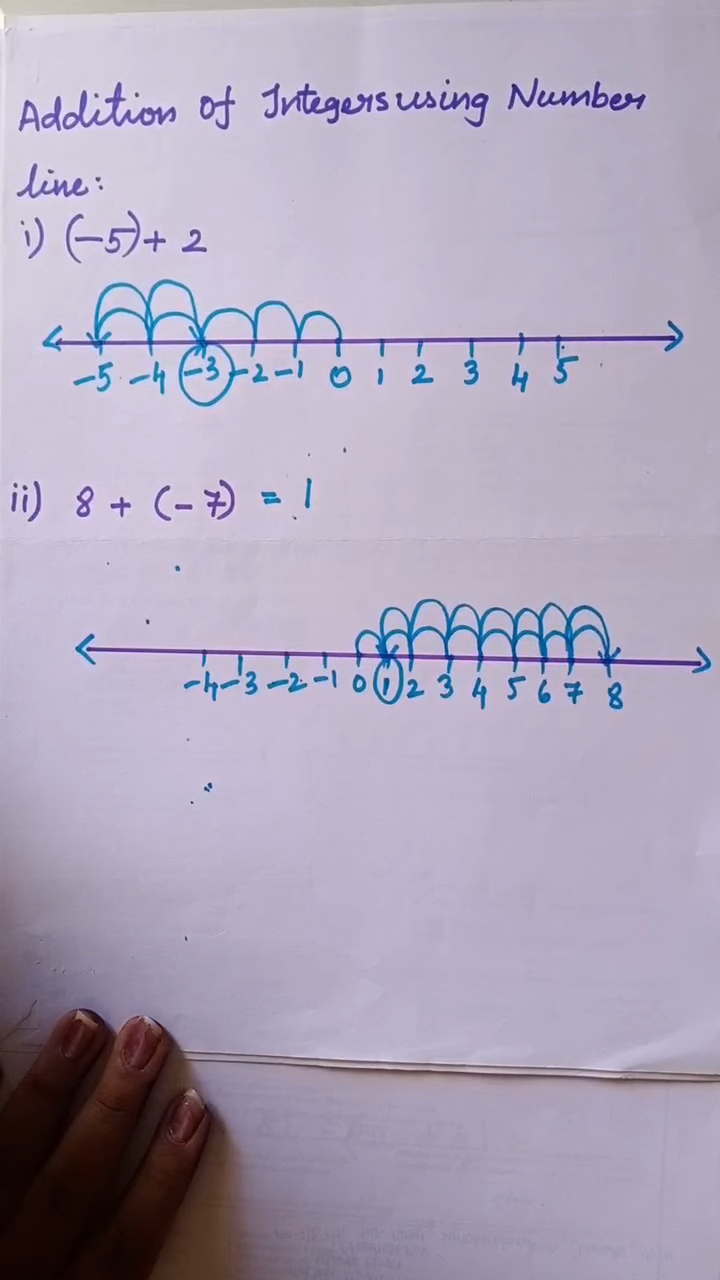 Addition of Integers using Number
line:
i) (-5) + 2
-5 -4 -3 -2 -1 0 1 2 3 4 5
ii) 8 + (-7) = 1
-4 -3 -2 -1 0 1 2 3 4 5 6 7 8